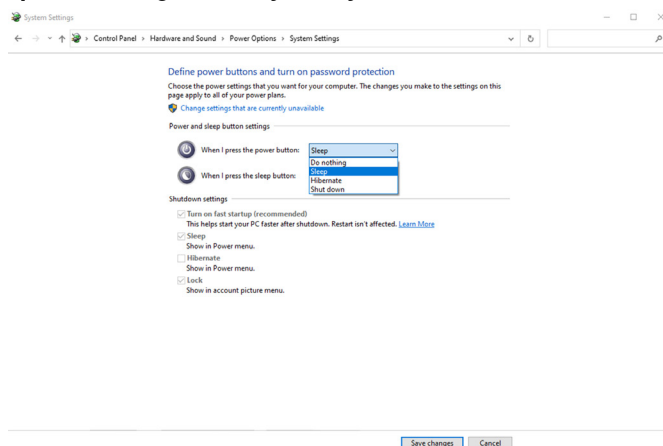 System Settings
Control Panel › Hardware and Sound › Power Options › System Settings
Define power buttons and turn on password protection
Choose the power settings that you want for your computer. The changes you make to the settings on this
page apply to all of your power plans.
Change settings that are currently unavailable
Power and sleep button settings
When I press the power button: Sleep
Do nothing
Sleep
When I press the sleep button: Hibernate
Shut down
Shutdown settings
Turn on fast startup (recommended)
This helps start your PC faster after shutdown. Restart isn't affected. Learn More
Sleep
Show in Power menu.
Hibernate
Show in Power menu.
Lock
Show in account picture menu.
Save changes Cancel